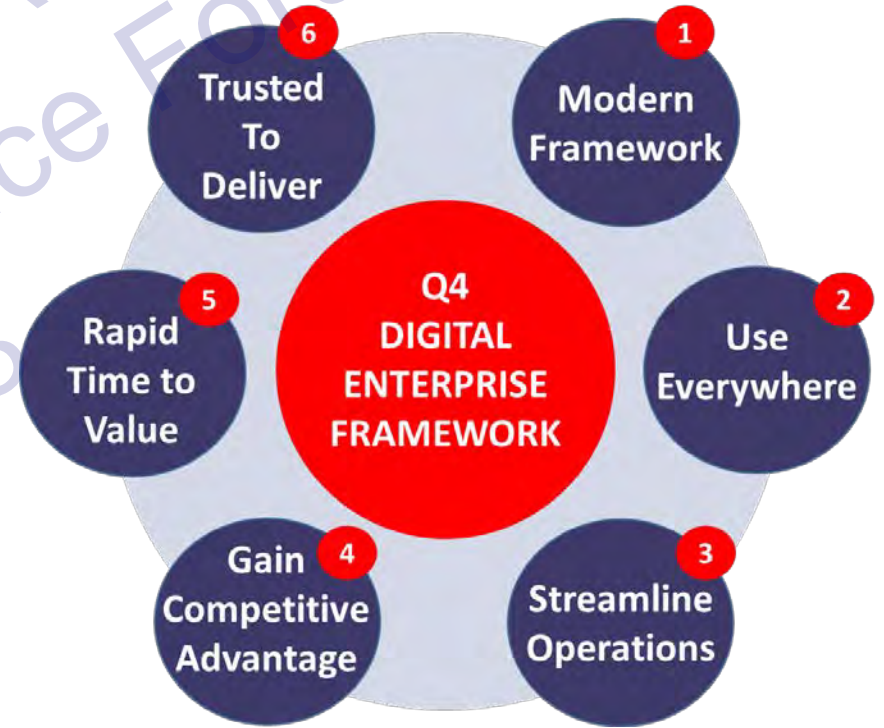 Q4
DIGITAL
ENTERPRISE
FRAMEWORK
1
Modern
Framework
2
Use
Everywhere
3
Streamline
Operations
4
Gain
Competitive
Advantage
5
Rapid
Time to
Value
6
Trusted
To
Deliver